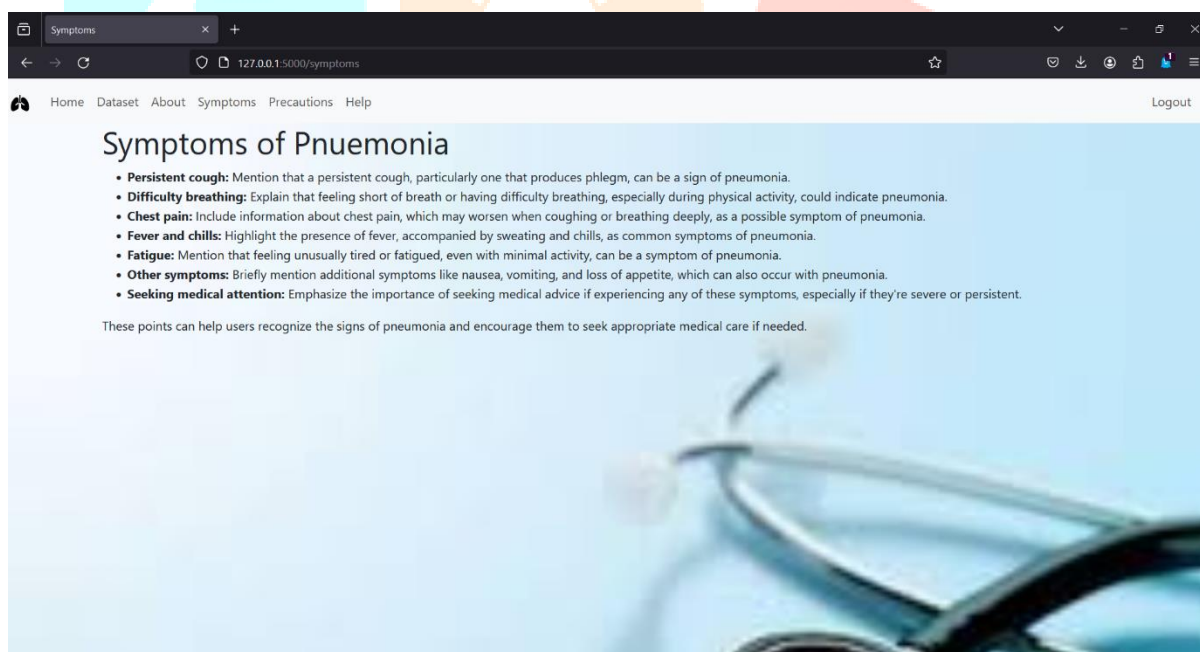 Symptoms
127.0.0.1:5000/symptoms
1
Home Dataset About Symptoms Precautions Help Logout
Symptoms of Pnuemonia
• Persistent cough: Mention that a persistent cough, particularly one that produces phlegm, can be a sign of pneumonia.
• Difficulty breathing: Explain that feeling short of breath or having difficulty breathing, especially during physical activity, could indicate pneumonia.
• Chest pain: Include information about chest pain, which may worsen when coughing or breathing deeply, as a possible symptom of pneumonia.
• Fever and chills: Highlight the presence of fever, accompanied by sweating and chills, as common symptoms of pneumonia.
• Fatigue: Mention that feeling unusually tired or fatigued, even with minimal activity, can be a symptom of pneumonia.
• Other symptoms: Briefly mention additional symptoms like nausea, vomiting, and loss of appetite, which can also occur with pneumonia.
• Seeking medical attention: Emphasize the importance of seeking medical advice if experiencing any of these symptoms, especially if they're severe or persistent.
These points can help users recognize the signs of pneumonia and encourage them to seek appropriate medical care if needed.